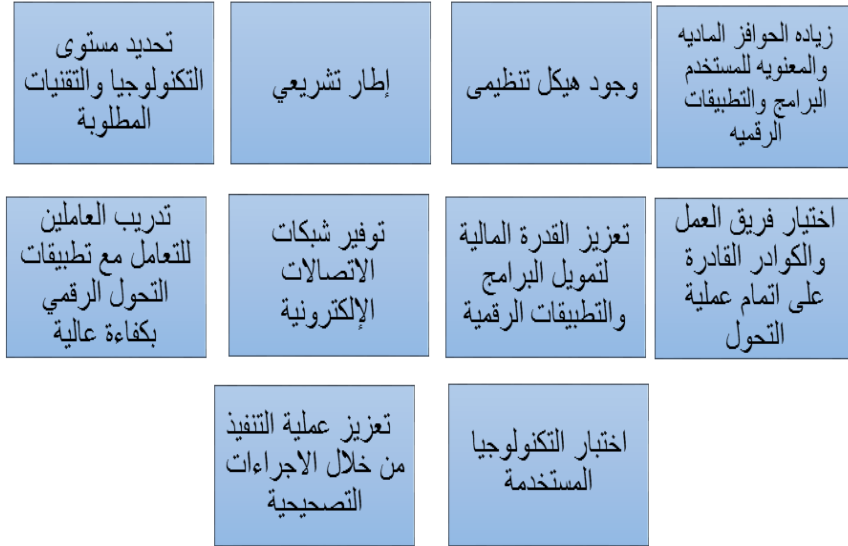 زياده الحوافز الماديه
والمعنويه للمستخدم
البرامج والتطبيقات
الرقميه
وجود هيكل تنظيمى
إطار تشريعي
تحديد مستوى
التكنولوجيا والتقنيات
المطلوبة
اختيار فريق العمل
والكوادر القادرة
على اتمام عملية
التحول
تعزيز القدرة المالية
لتمويل البرامج
والتطبيقات الرقمية
توفير شبكات
الاتصالات
الإلكترونية
تدريب العاملين
للتعامل مع تطبيقات
التحول الرقمي
بكفاءة عالية
اختبار التكنولوجيا
المستخدمة
تعزيز عملية التنفيذ
من خلال الاجراءات
التصحيحية